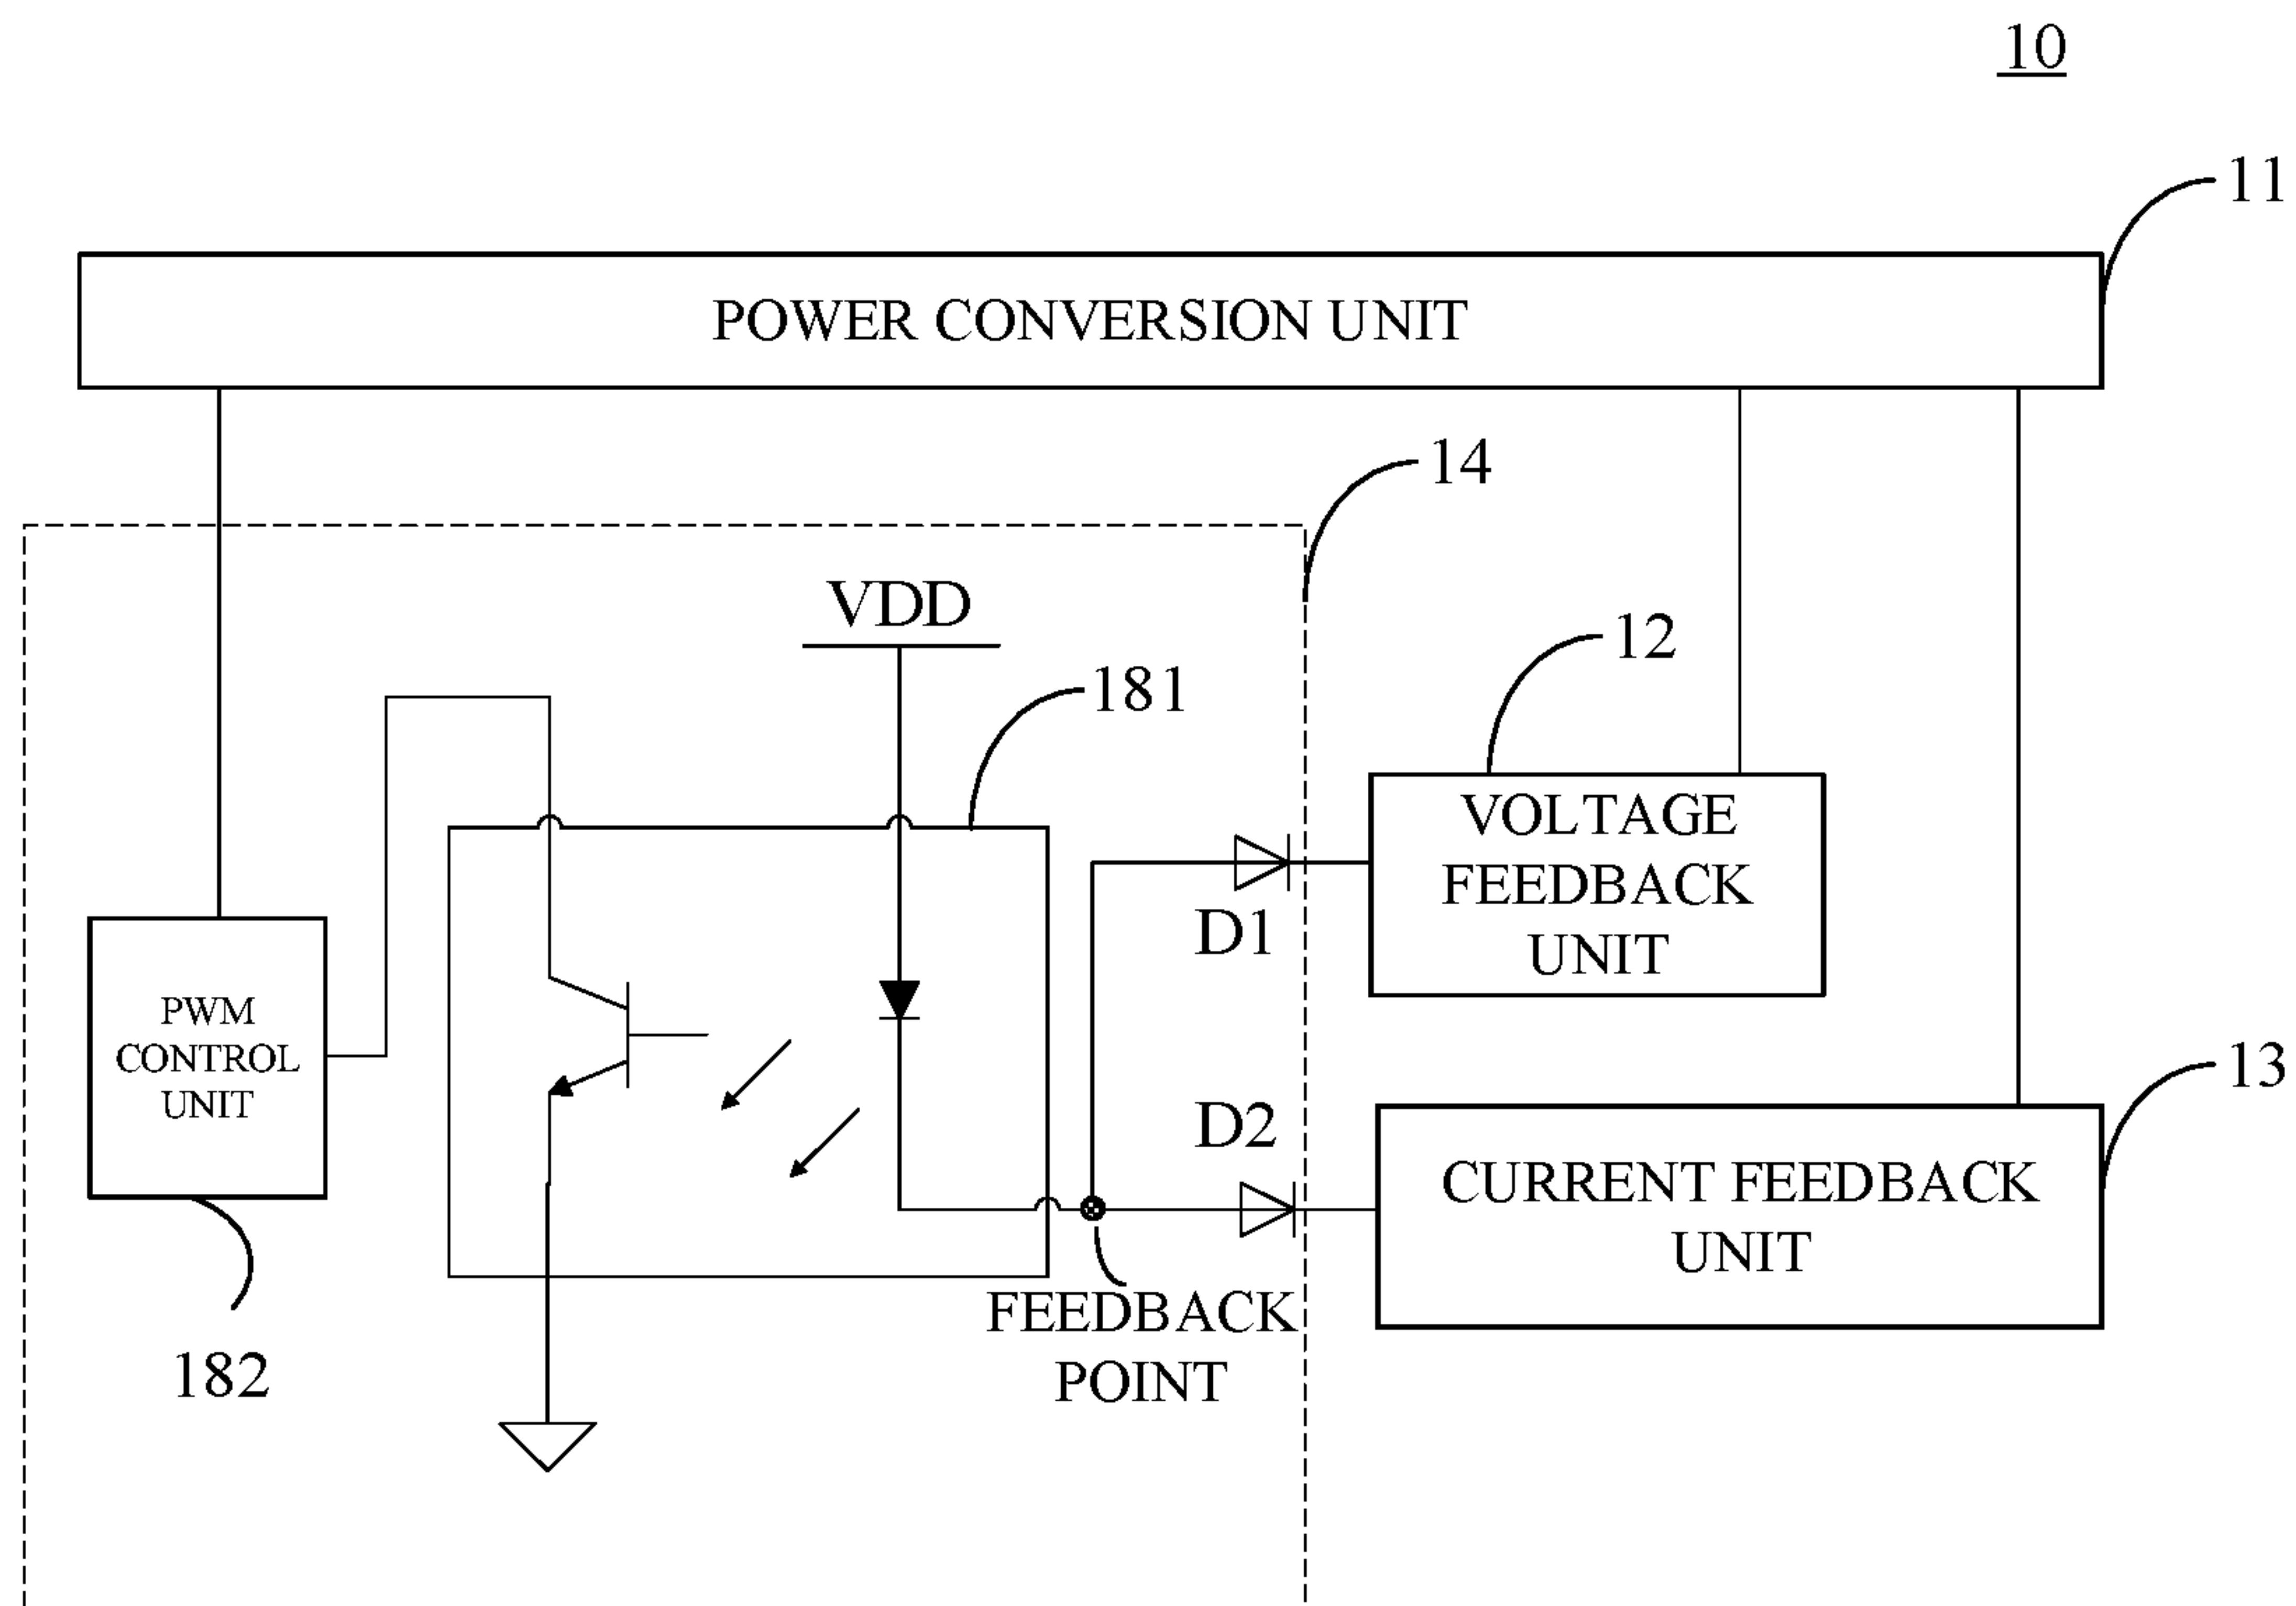 10
11
POWER CONVERSION UNIT
14
VDD
12
181
VOLTAGE
FEEDBACK
UNIT
D1
PWM
CONTROL
UNIT
13
D2
CURRENT FEEDBACK
UNIT
FEEDBACK
POINT
182